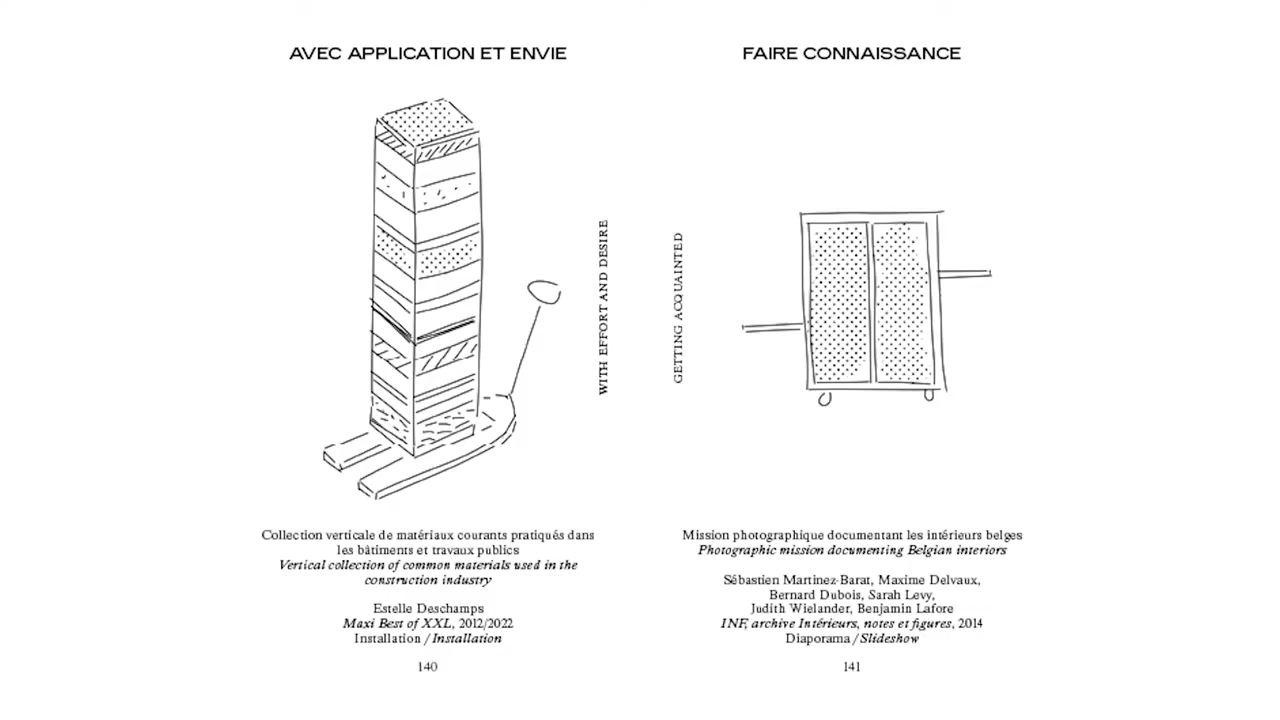 AVEC APPLICATION ET ENVIE
WITH EFFORT AND DESIRE
Collection verticale de matériaux courants pratiqués dans
les bâtiments et travaux publics
Vertical collection of common materials used in the
construction industry
Estelle Deschamps
Maxi Best of XXL, 2012/2022
Installation / Installation
140
FAIRE CONNAISSANCE
GETTING ACQUAINTED
Mission photographique documentant les intérieurs belges
Photographic mission documenting Belgian interiors
Sébastien Martinez-Barat, Maxime Delvaux,
Bernard Dubois, Sarah Levy,
Judith Wielander, Benjamin Lafore
INF, archive Intérieurs, notes et figures, 2014
Diaporama / Slideshow
141